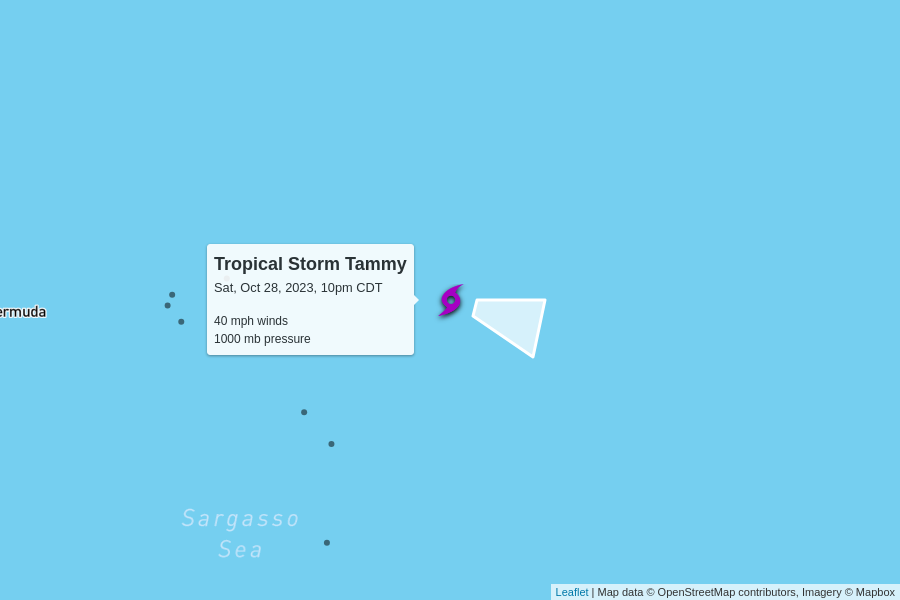 Tropical Storm Tammy
Sat, Oct 28, 2023, 10pm CDT
40 mph winds
1000 mb pressure
ermuda
Sargasso
Sea
Leaflet | Map data © OpenStreetMap contributors, Imagery © Mapbox